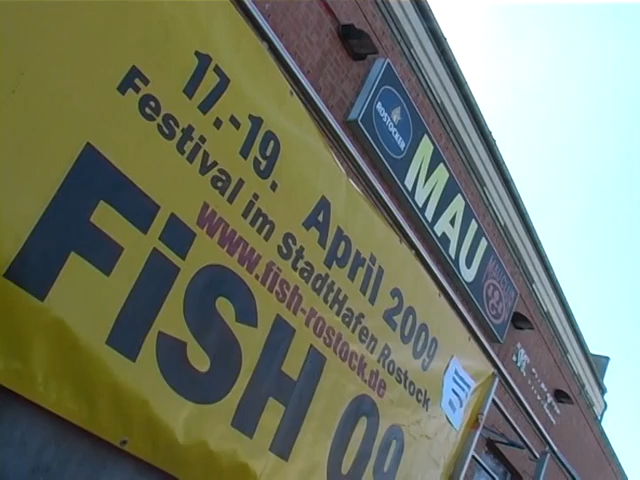 17.-19. April 2009
Festival im StadtHafen Rostock
www.fish-rostock.de
FiSH 09
ROSTOCKER
MAU